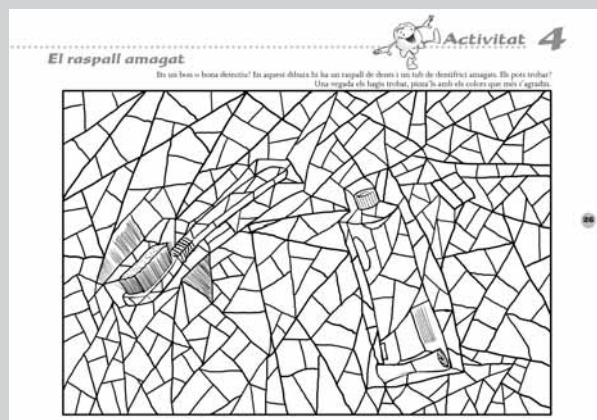 Activitat 4
El raspall amagat
Ets un bon o bona detectiu? En aquest dibuix hi ha un raspall de dents i un tub de dentifrici amagats. Els pots trobar?
Una vegada els hagis trobat, pinta'ls amb els colors que més t'agradin.
26